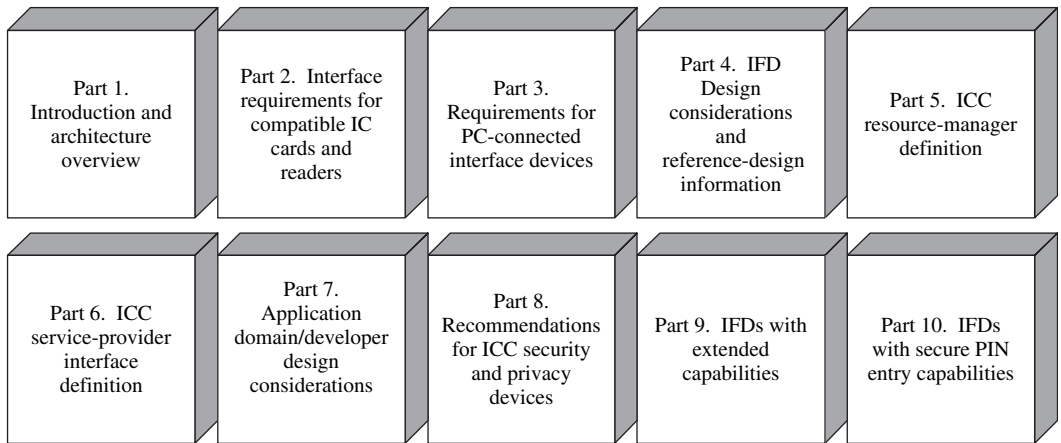 Part 1.
Introduction and
architecture
overview
Part 2. Interface
requirements for
compatible IC
cards and
readers
Part 3.
Requirements for
PC-connected
interface devices
Part 4. IFD
Design
considerations
and
reference-design
information
Part 5. ICC
resource-manager
definition
Part 6. ICC
service-provider
interface
definition
Part 7.
Application
domain/developer
design
considerations
Part 8.
Recommendations
for ICC security
and privacy
devices
Part 9. IFDs with
extended
capabilities
Part 10. IFDs
with secure PIN
entry capabilities